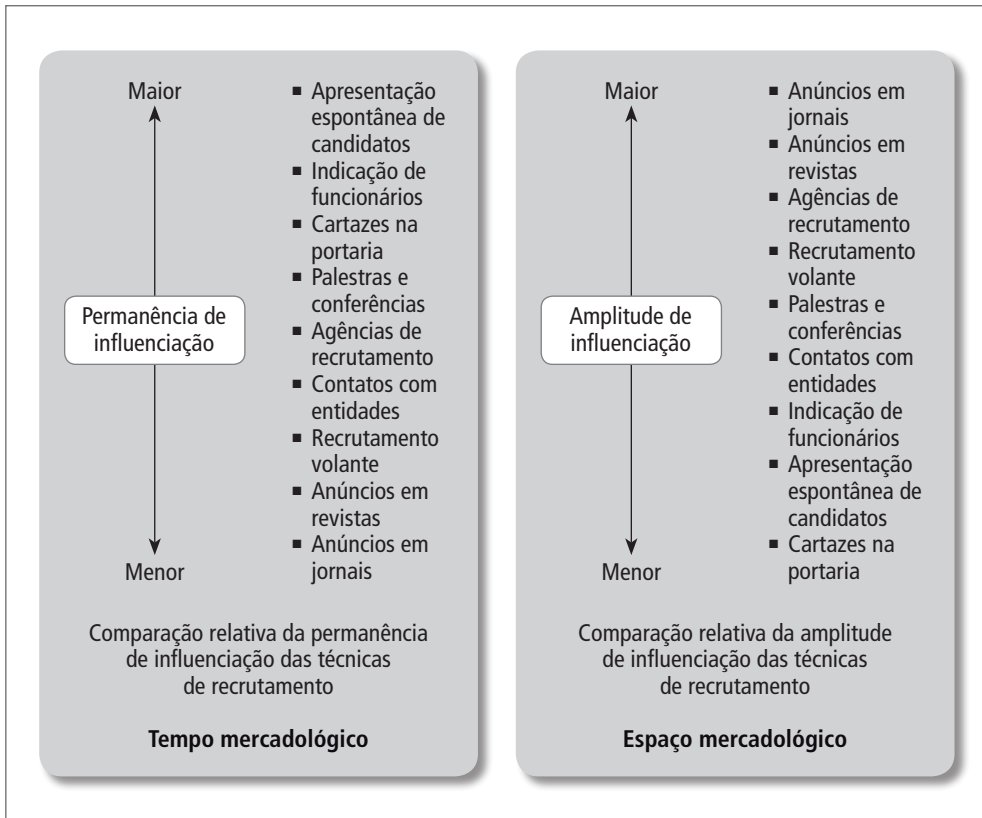 Maior
▪ Apresentação
espontânea de
candidatos
▪ Indicação de
funcionários
▪ Cartazes na
portaria
▪ Palestras e
conferências
Permanência de
influenciação
▪ Agências de
recrutamento
▪ Contatos com
entidades
▪ Recrutamento
volante
▪ Anúncios em
revistas
▪ Anúncios em
jornais
Menor
Comparação relativa da permanência
de influenciação das técnicas
de recrutamento
Tempo mercadológico
Maior
▪ Anúncios em
jornais
▪ Anúncios em
revistas
▪ Agências de
recrutamento
▪ Recrutamento
volante
Amplitude de
influenciação
▪ Palestras e
conferências
▪ Contatos com
entidades
▪ Indicação de
funcionários
▪ Apresentação
espontânea de
candidatos
▪ Cartazes na
portaria
Menor
Comparação relativa da amplitude
de influenciação das técnicas
de recrutamento
Espaço mercadológico